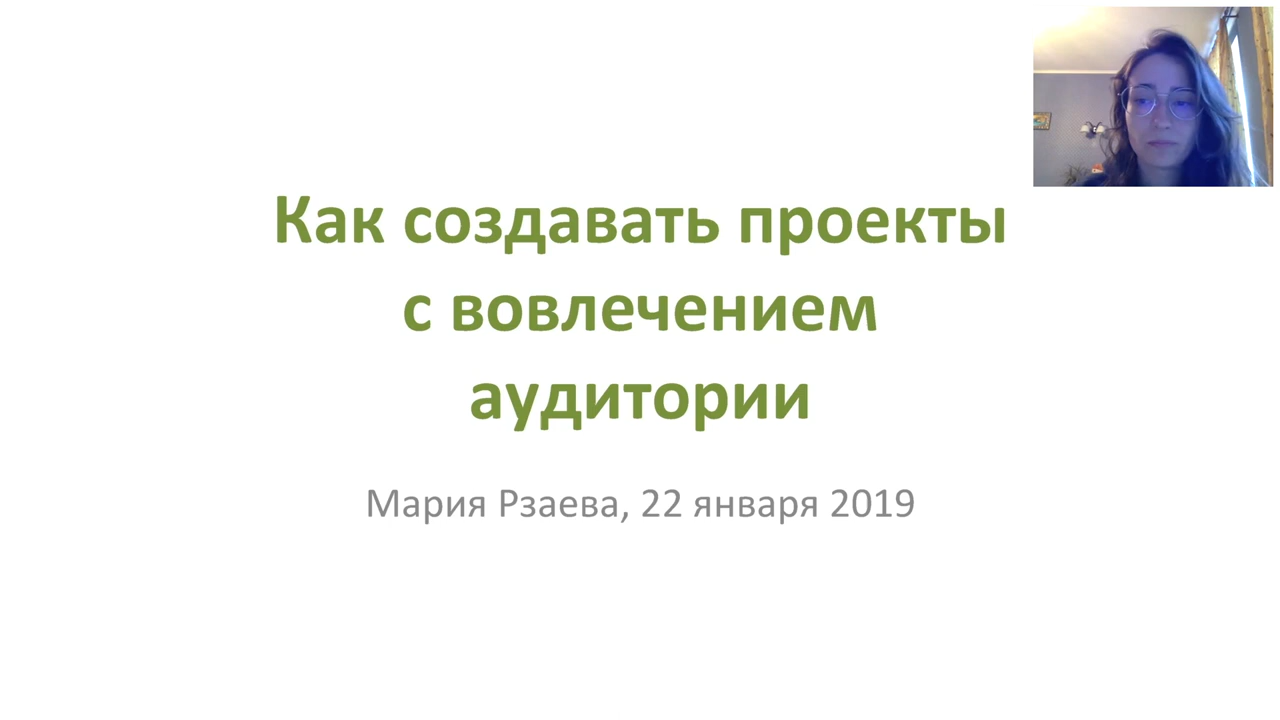 Как создавать проекты
с вовлечением
аудитории
Мария Рзаева, 22 января 2019